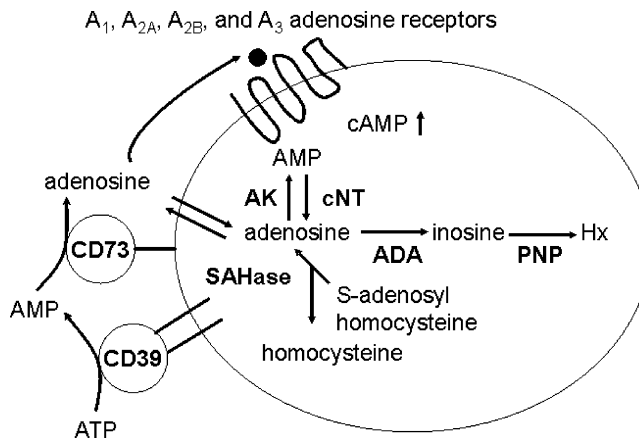 A₁, A₂A, A₂B, and A₃ adenosine receptors
cAMP
AMP
adenosine
AK
cNT
adenosine
inosine
Hx
CD73
ADA
PNP
SAHase
S-adenosyl
homocysteine
AMP
homocysteine
CD39
ATP